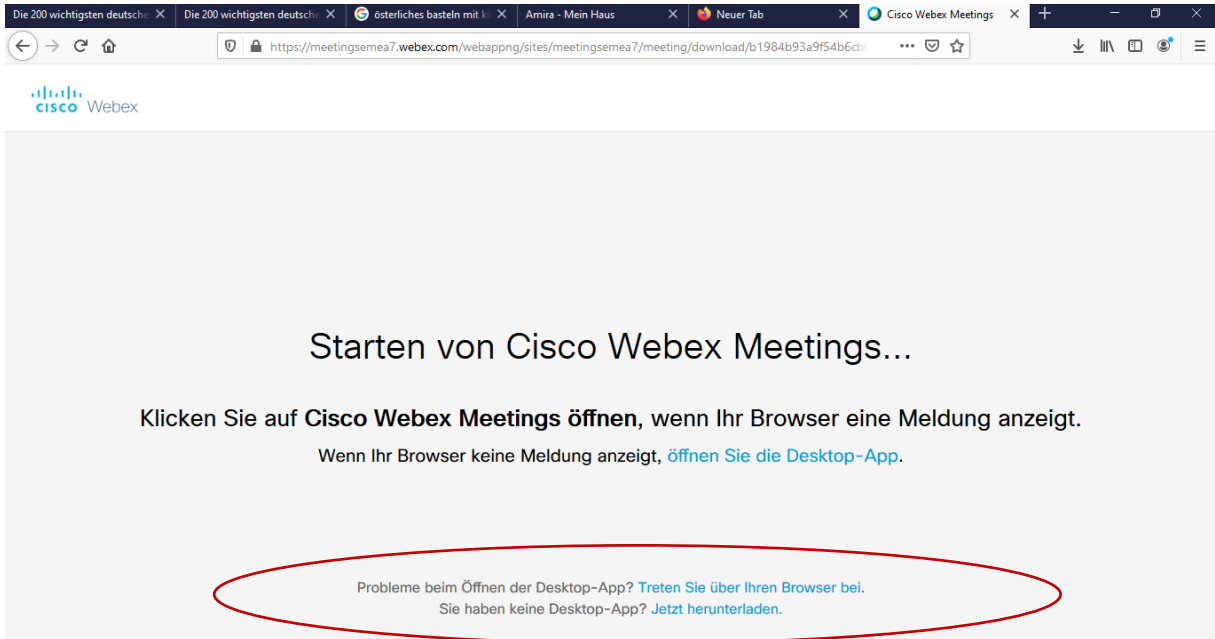 Die 200 wichtigsten deutsche
Die 200 wichtigsten deutsche
österliches basteln mit ki
Amira - Mein Haus
Neuer Tab
Cisco Webex Meetings
https://meetingsemea7.webex.com/webappng/sites/meetingsemea7/meeting/download/b1984b93a9f54b6cb
cisco Webex
Starten von Cisco Webex Meetings...
Klicken Sie auf Cisco Webex Meetings öffnen, wenn Ihr Browser eine Meldung anzeigt.
Wenn Ihr Browser keine Meldung anzeigt, öffnen Sie die Desktop-App.
Probleme beim Öffnen der Desktop-App? Treten Sie über Ihren Browser bei.
Sie haben keine Desktop-App? Jetzt herunterladen.